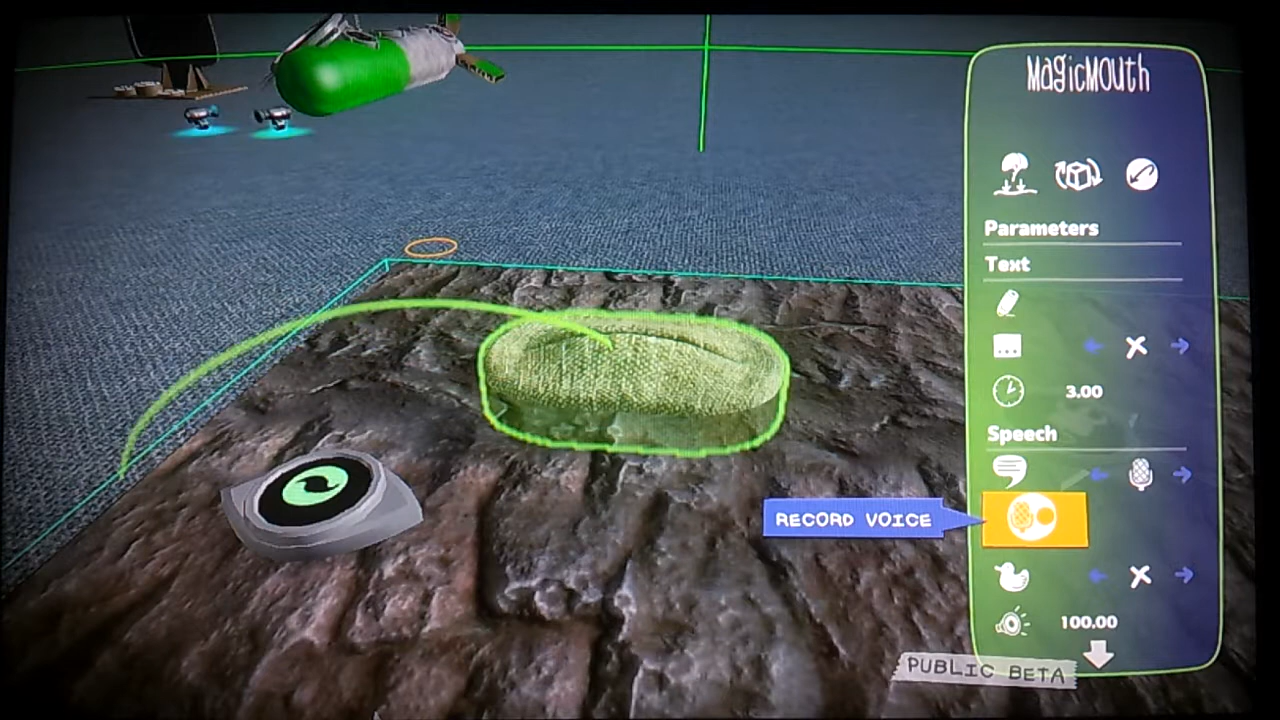 MagicMouth
Parameters
Text
3.00
Speech
RECORD VOICE
100.00
PUBLIC BETA